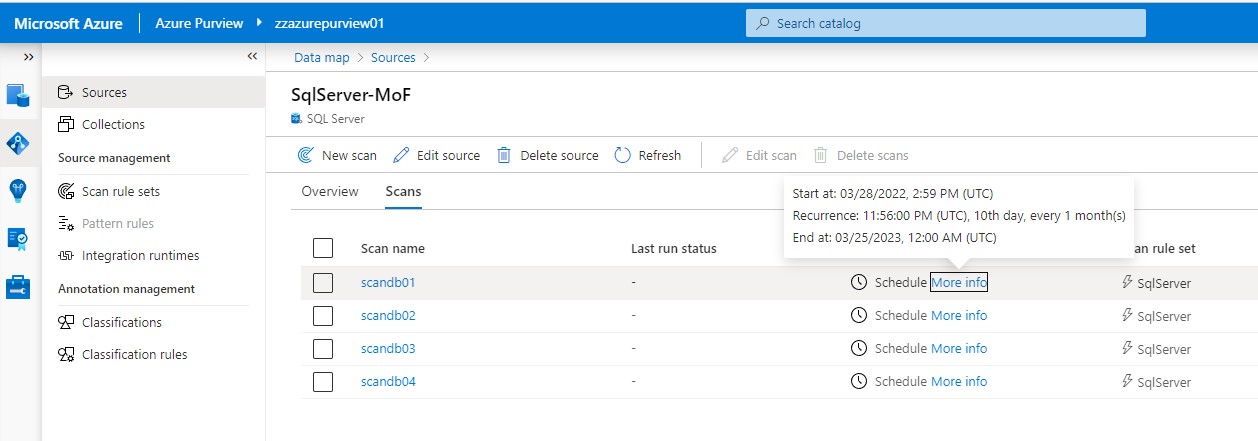 Microsoft Azure Azure Purview zzazurepurview01 Search catalog
Data map Sources
Sources
Collections
Source management
Scan rule sets
Pattern rules
Integration runtimes
Annotation management
Classifications
Classification rules
SqlServer-MoF
SQL Server
New scan Edit source Delete source Refresh Edit scan Delete scans
Overview Scans
Start at: 03/28/2022, 2:59 PM (UTC)
Recurrence: 11:56:00 PM (UTC), 10th day, every 1 month(s)
End at: 03/25/2023, 12:00 AM (UTC)
Scan name Last run status rule set
scandb01 - Schedule More info SqlServer
scandb02 - Schedule More info SqlServer
scandb03 - Schedule More info SqlServer
scandb04 - Schedule More info SqlServer